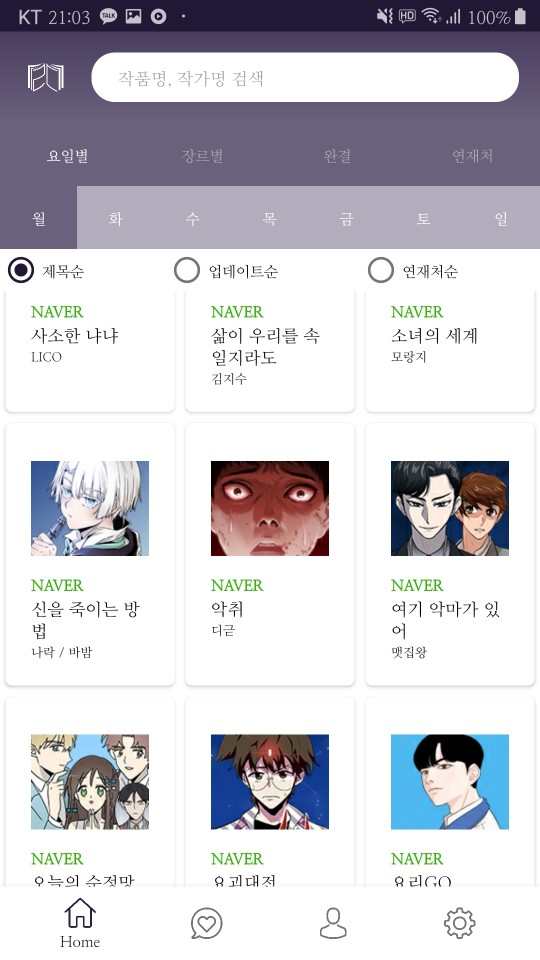 KT 21:03 TALK HD 100%
작품명, 작가명 검색
요일별 장르별 완결 연재처
월 화 수 목 금 토 일
제목순 업데이트순 연재처순
NAVER NAVER NAVER
사소한 냐냐
LICO
삶이 우리를 속
일지라도
김지수
소녀의 세계
모랑지
NAVER
신을 죽이는 방
법
나락 / 바밤
NAVER
악취
디귿
NAVER
여기 악마가 있
어
맷집왕
NAVER NAVER NAVER
오늘의 순정망 요괴대전 요리GO
Home